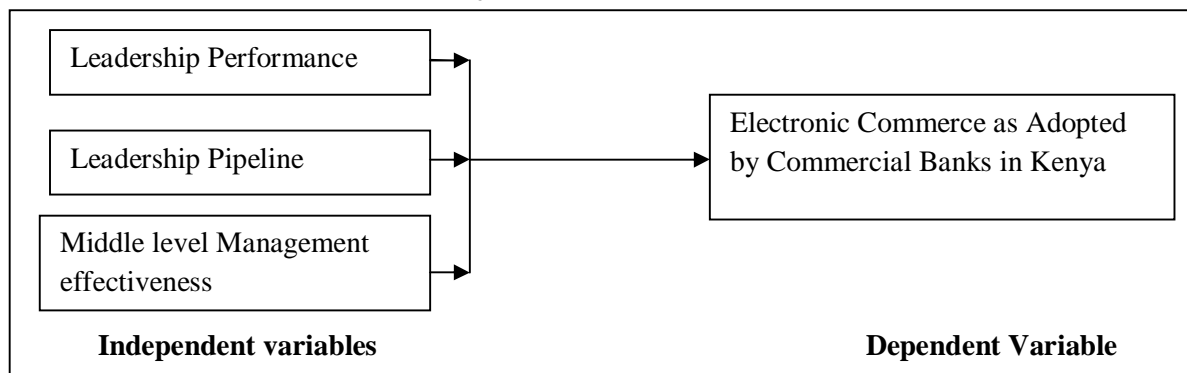 Leadership Performance
Leadership Pipeline
Middle level Management
effectiveness
Electronic Commerce as Adopted
by Commercial Banks in Kenya
Independent variables
Dependent Variable